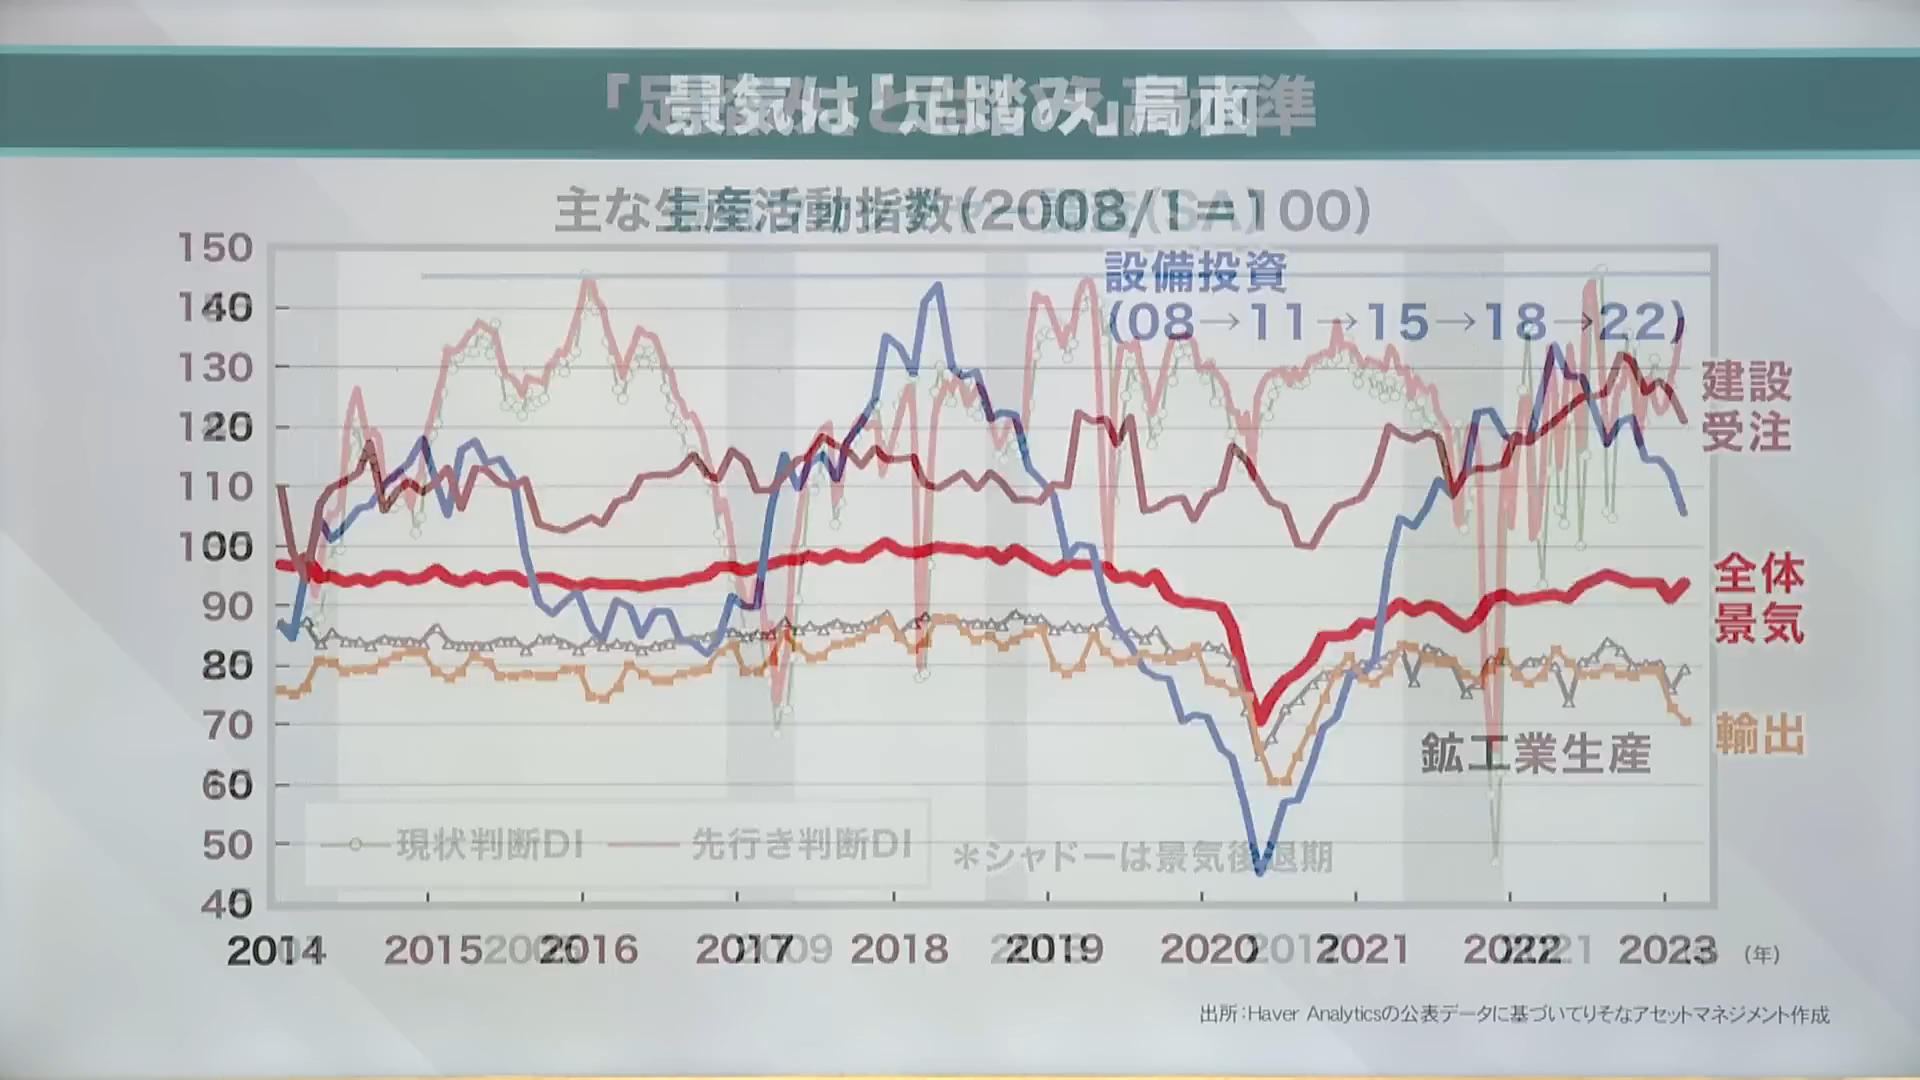 景気は「足踏み」局面
主な生産活動指数(2008/1=100)
150
設備投資
140
(08→11→15→18→22)
130
建設
120
受注
110
100
全体
90
景気
80
70
輸出
鉱工業生産
60
50
現状判断DI
先行き判断DI
*シャドーは景気後退期
40
2014 2015 2016 2017 2018 2019 2020 2021 2022 2023 (年)
出所:Haver Analyticsの公表データに基づいてりそなアセットマネジメント作成